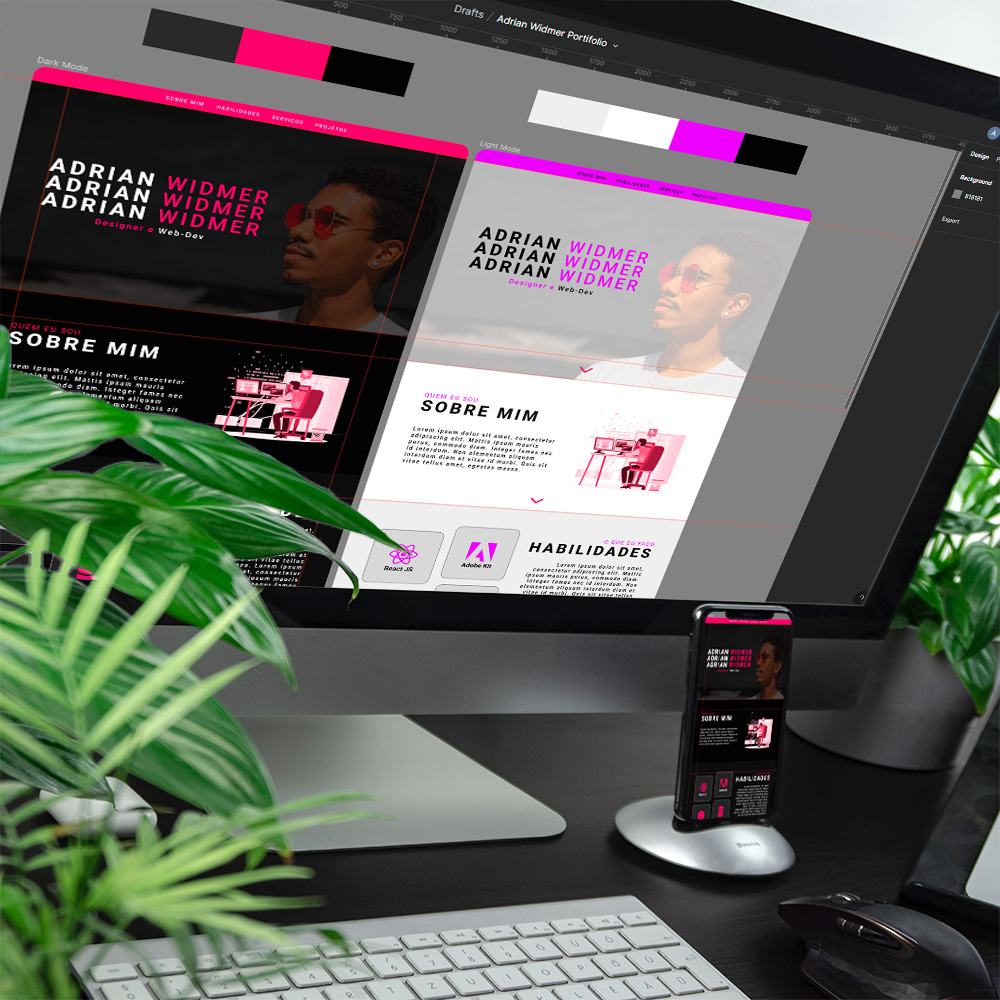 Drafts / Adrian Widmer Portifolio
500
750
1000
1250
1500
1750
2000
2250
2500
2750
3000
3250
3500
3750
Design
Background
818181
Export
Dark Mode
SOBRE MIM HABILIDADES SERVIÇOS PROJETOS
ADRIAN WIDMER
ADRIAN WIDMER
ADRIAN WIDMER
Designer e Web-Dev
QUEM EU SOU
SOBRE MIM
Lorem ipsum dolor sit amet, consectetur
elit. Mattis ipsum mauris
commodo diam. Integer fames nec
Non elementum aliquam
morbi. Quis sit
Light Mode
SOBRE MIM HABILIDADES SERVIÇOS PROJETOS
ADRIAN WIDMER
ADRIAN WIDMER
ADRIAN WIDMER
Designer e Web-Dev
QUEM EU SOU
SOBRE MIM
Lorem ipsum dolor sit amet, consectetur
adipiscing elit. Mattis ipsum mauris
purus, commodo diam. Integer fames nec
id interdum. Non elementum aliquam
interdum diam et vitae id morbi. Quis sit
vitae tellus amet, egestas massa.
React JS
Adobe Kit
O QUE EU FAÇO
HABILIDADES
Lorem ipsum dolor sit amet,
consectetur adipiscing elit. Mattis
ipsum mauris purus, commodo diam.
Integer fames nec id interdum. Non
elementum aliquam interdum diam et
vitae id morbi. Quis sit vitae tellus
ADRIAN WIDMER
ADRIAN WIDMER
ADRIAN WIDMER
SOBRE MIM
HABILIDADES
Baseus